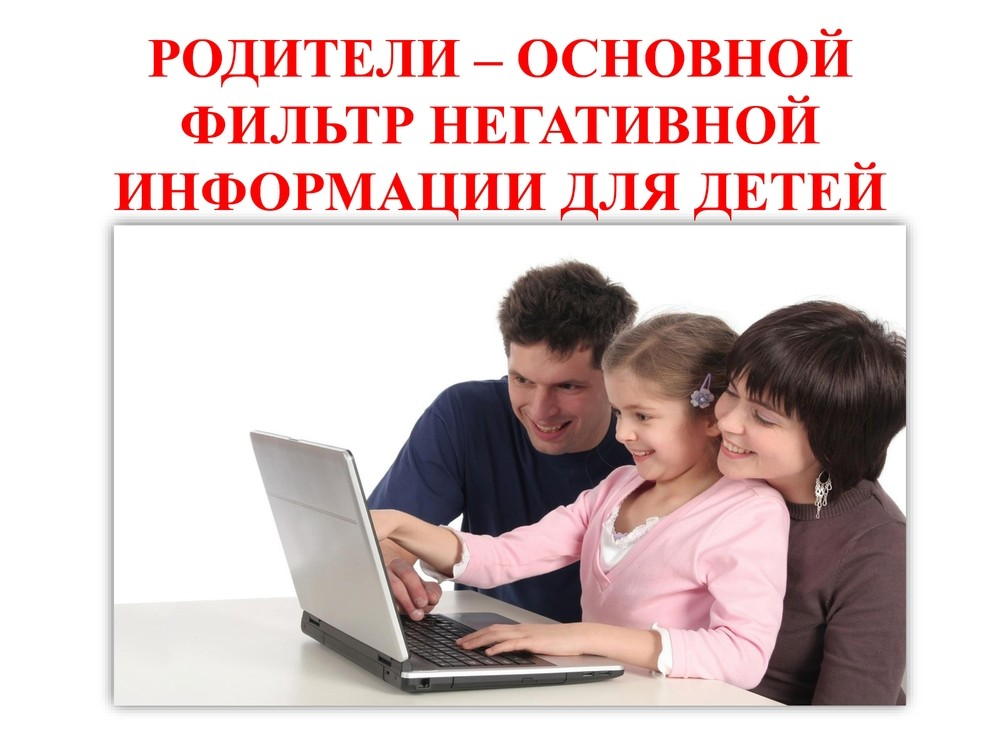 РОДИТЕЛИ – ОСНОВНОЙ
ФИЛЬТР НЕГАТИВНОЙ
ИНФОРМАЦИИ ДЛЯ ДЕТЕЙ